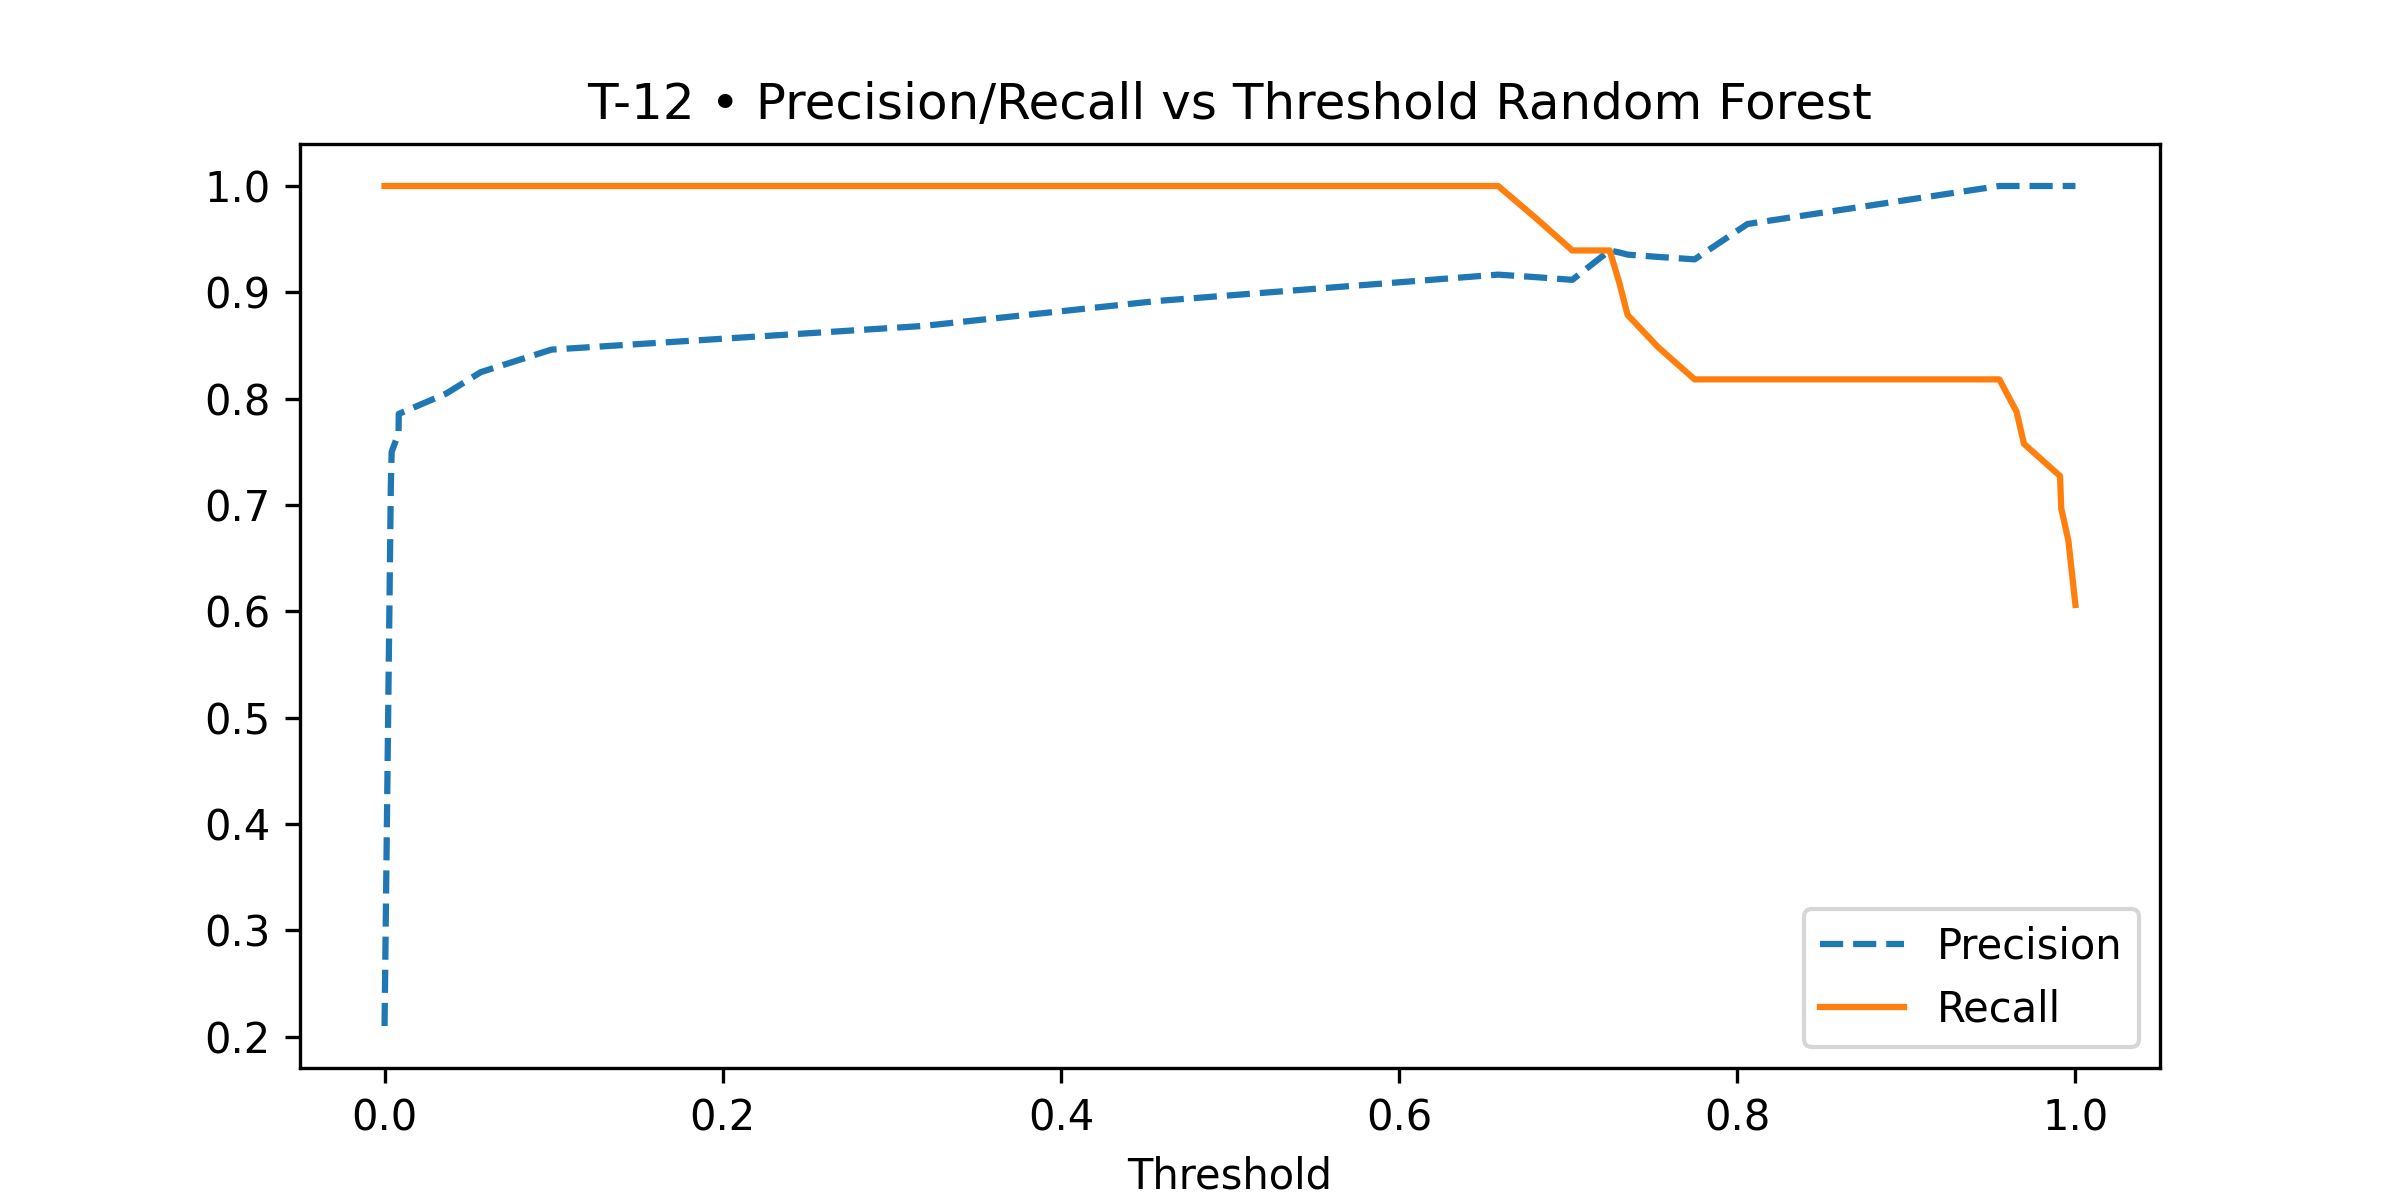 T-12 • Precision/Recall vs Threshold Random Forest
1.0
0.9
0.8
0.7
0.6
0.5
0.4
0.3
0.2
Precision
Recall
0.0 0.2 0.4 0.6 0.8 1.0
Threshold